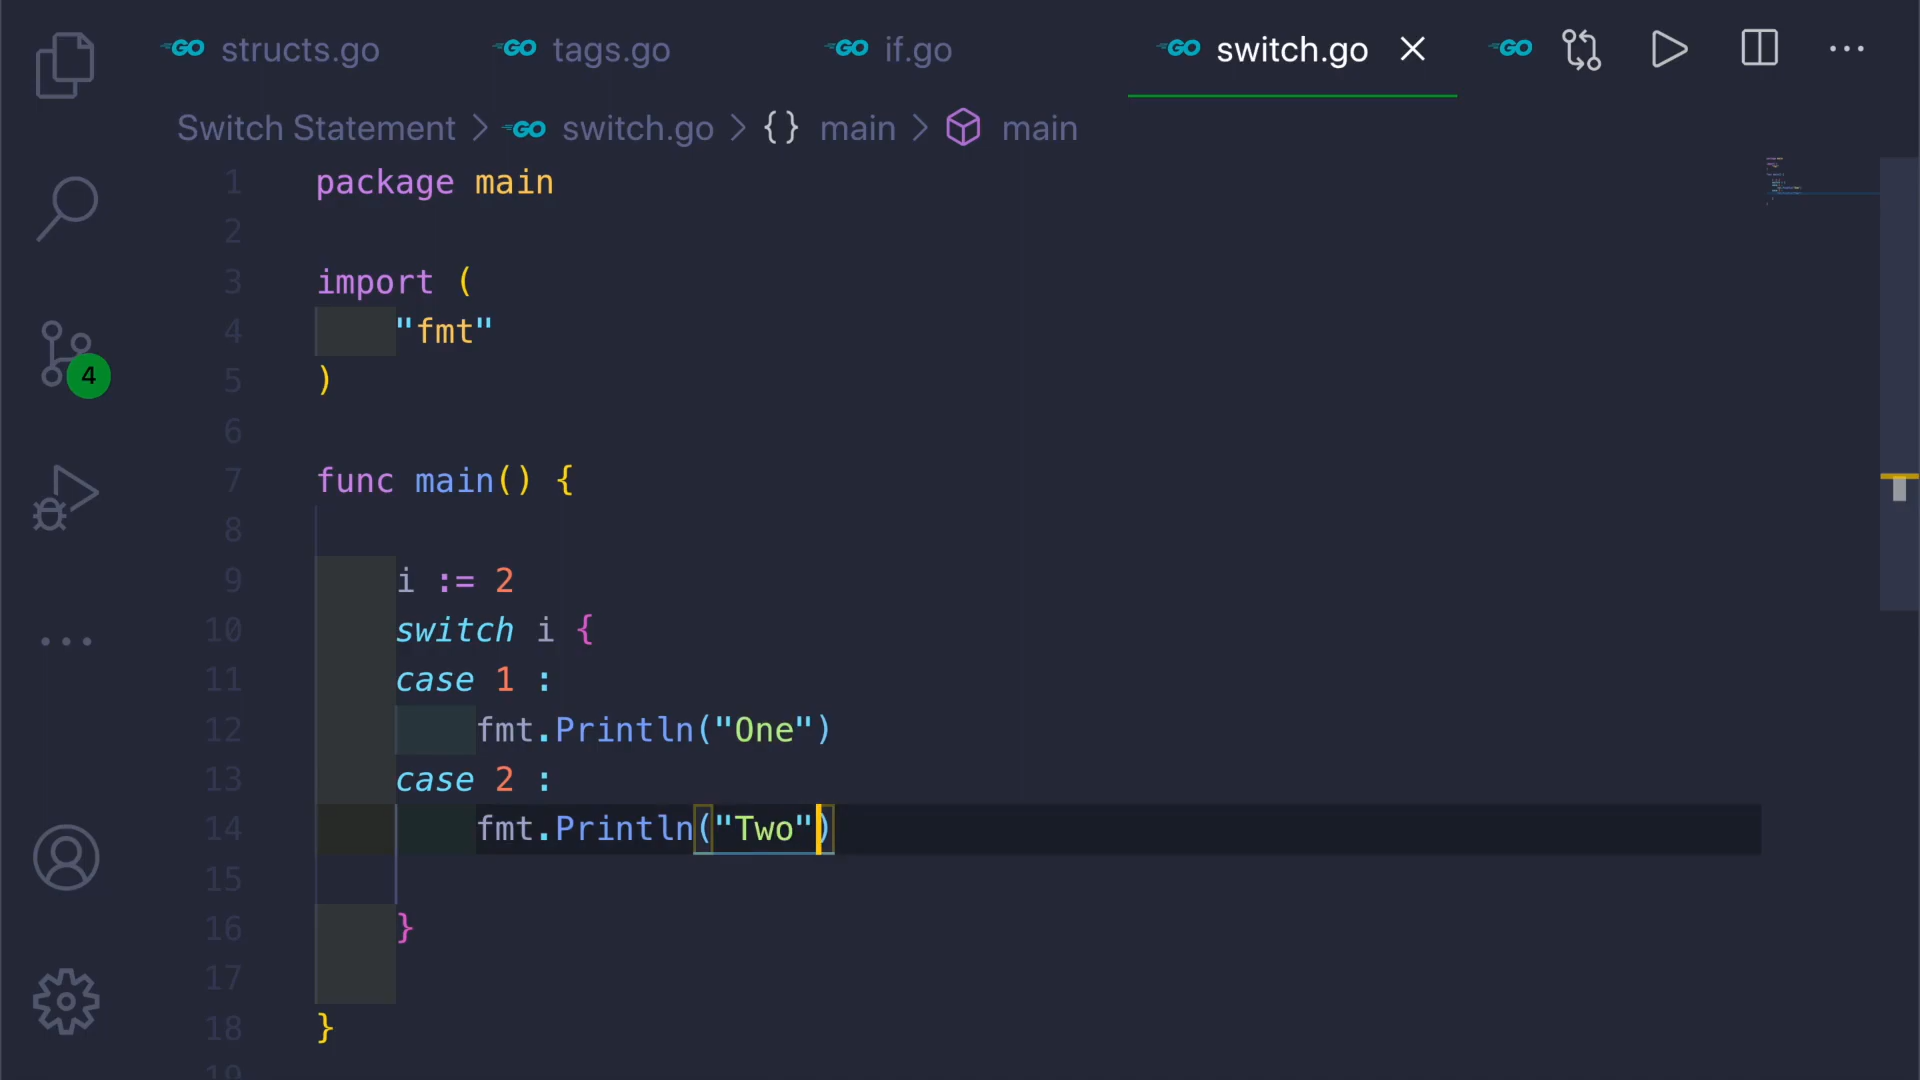 GO structs.go GO tags.go GO if.go GO switch.go GO
Switch Statement > GO switch.go > {} main > main
1 package main
2
3 import (
4 "fmt"
5 )
6
7 func main() {
8
9 i := 2
10 switch i {
11 case 1 :
12 fmt.Println("One")
13 case 2 :
14 fmt.Println("Two")
15
16 }
17
18 }
19
4